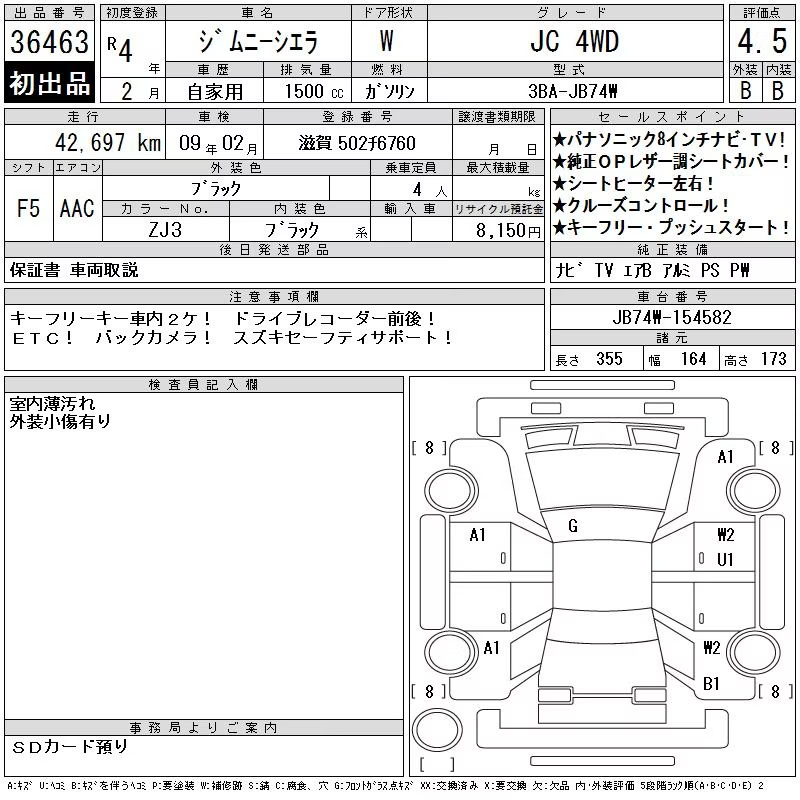 出品番号
36463
初出品
初度登録
R 4 年
2 月
車名
ｼﾞﾑﾆｰｼｴﾗ
ドア形状
W
グレード
JC 4WD
評価点
4.5
車歴
自家用
排気量
1500 CC
燃料
ｶﾞｿﾘﾝ
型式
3BA-JB74W
外装 内装
B B
走行
42,697 km
車検
09 年 02 月
登録番号
滋賀 502ﾁ6760
譲渡書類期限
月 日
セールスポイント
★パナソニック8インチナビ・TV！
★純正OPレザー調シートカバー！
★シートヒーター左右！
★クルーズコントロール！
★キーフリー・プッシュスタート！
シフト
F5
エアコン
AAC
外装色
ﾌﾞﾗｯｸ
乗車定員
4 人
最大積載量
kg
カラーNo.
ZJ3
内装色
ﾌﾞﾗｯｸ 系
輸入車
リサイクル預託金
8,150円
後日発送部品
保証書 車両取説
純正装備
ﾅﾋﾞ TV ｴｱB ｱﾙﾐ PS PW
注意事項欄
キーフリーキー車内２ケ！ ドライブレコーダー前後！
ＥＴＣ！ バックカメラ！ スズキセーフティサポート！
車台番号
JB74W-154582
諸元
長さ 355 幅 164 高さ 173
検査員記入欄
室内薄汚れ
外装小傷有り
[ 8 ]
[ 8 ]
A1
G
A1
W2
U1
A1
W2
B1
[ 8 ]
[ 8 ]
[ ]
事務局よりご案内
ＳＤカード預り
A:ｷｽﾞ U:ﾍｺﾐ B:ｷｽﾞを伴うﾍｺﾐ P:要塗装 W:補修跡 S:錆 C:腐食、穴 G:ﾌﾛﾝﾄｶﾞﾗｽ点ｷｽﾞ XX:交換済み X:要交換 欠:欠品 内・外装評価 5段階ﾗﾝｸ順(A・B・C・D・E) 2